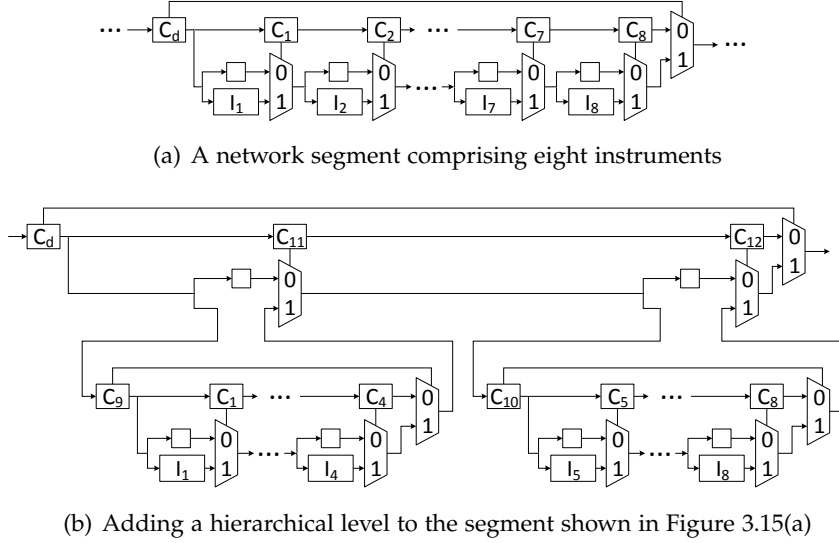 ... C_d C_1 C_2 ... C_7 C_8 0 ...
0 0 ... 0 0 1
I_1 1 I_2 1 I_7 1 I_8 1
(a) A network segment comprising eight instruments
C_d C_11 C_12 0
0 0 1
1 1
C_9 C_1 ... C_4 0 C_10 C_5 ... C_8 0
0 ... 0 1 0 ... 0 1
I_1 1 I_4 1 I_5 1 I_8 1
(b) Adding a hierarchical level to the segment shown in Figure 3.15(a)